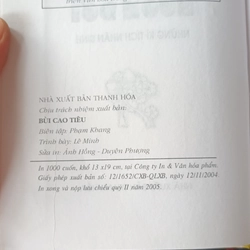 NHÀ XUẤT BẢN THANH HÓA
Chịu trách nhiệm xuất bản:
BÙI CAO TIÊU
Biên tập: Phạm Khang
Trình bày: Lê Minh
Sửa in: Ánh Hồng - Duyên Phương
In 1000 cuốn, khổ 13 x19 cm, tại Công ty In & Văn hóa phẩm.
Giấy phép xuất bản số: 12/1652/CXB-QLXB, ngày 12/11/2004.
In xong và nộp lưu chiểu quý II năm 2005.